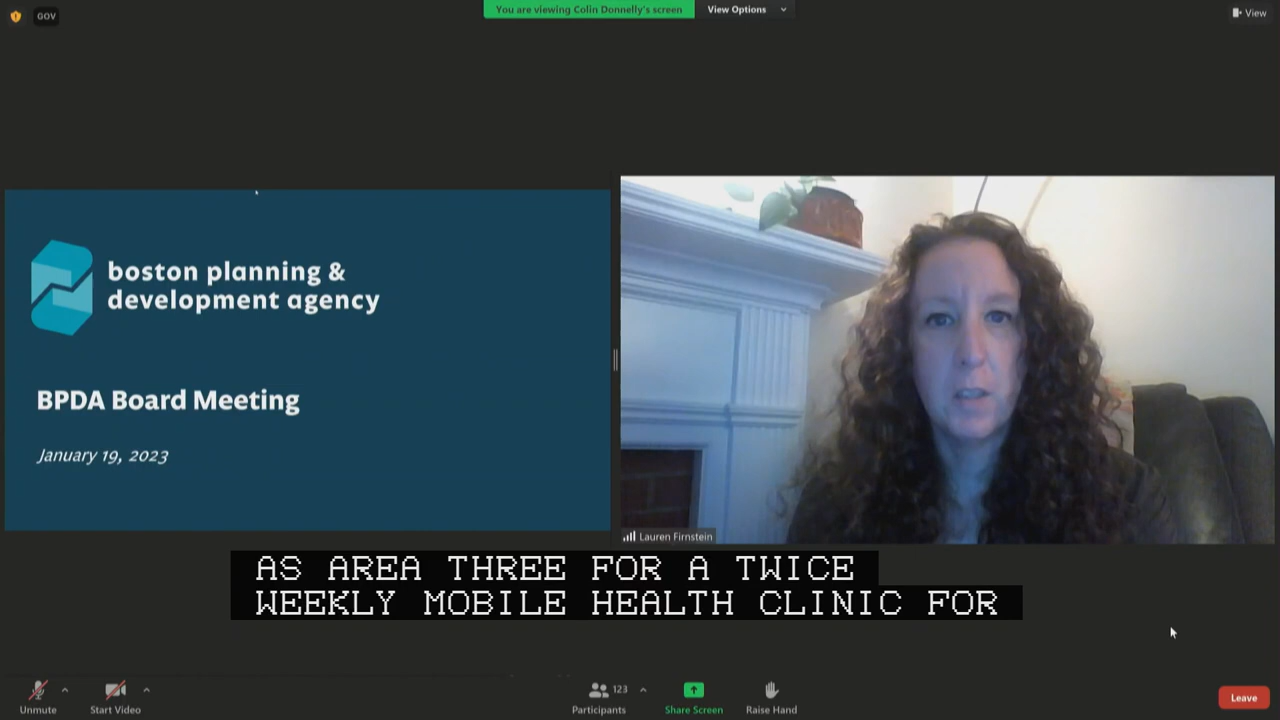 GOV
You are viewing Colin Donnelly's screen
View Options
View
boston planning &
development agency
BPDA Board Meeting
January 19, 2023
Lauren Firnstein
AS AREA THREE FOR A TWICE
WEEKLY MOBILE HEALTH CLINIC FOR
Unmute
Start Video
123
Participants
Share Screen
Raise Hand
Leave